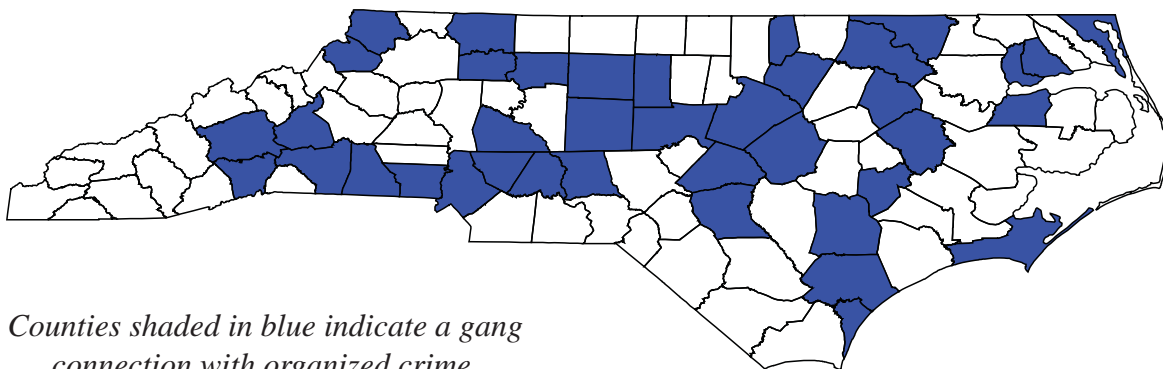 Counties shaded in blue indicate a gang
connection with organized crime